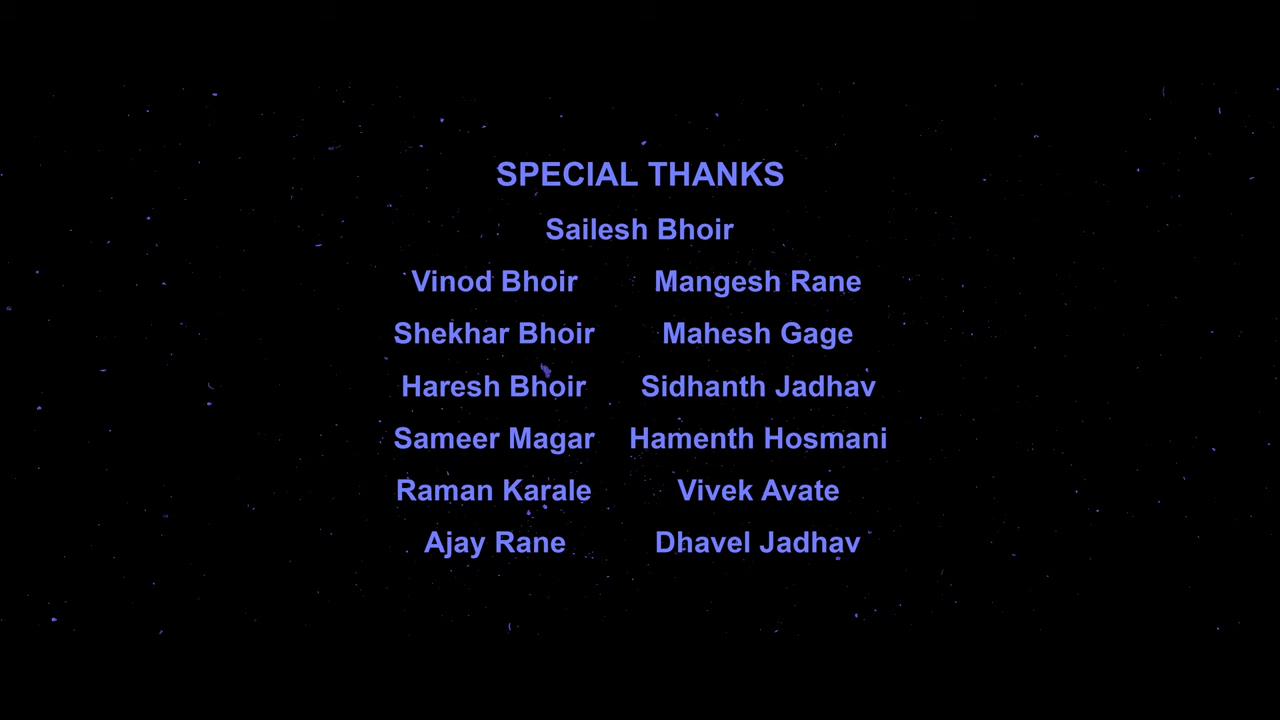 SPECIAL THANKS
Sailesh Bhoir
Vinod Bhoir Mangesh Rane
Shekhar Bhoir Mahesh Gage
Haresh Bhoir Sidhanth Jadhav
Sameer Magar Hamenth Hosmani
Raman Karale Vivek Avate
Ajay Rane Dhavel Jadhav